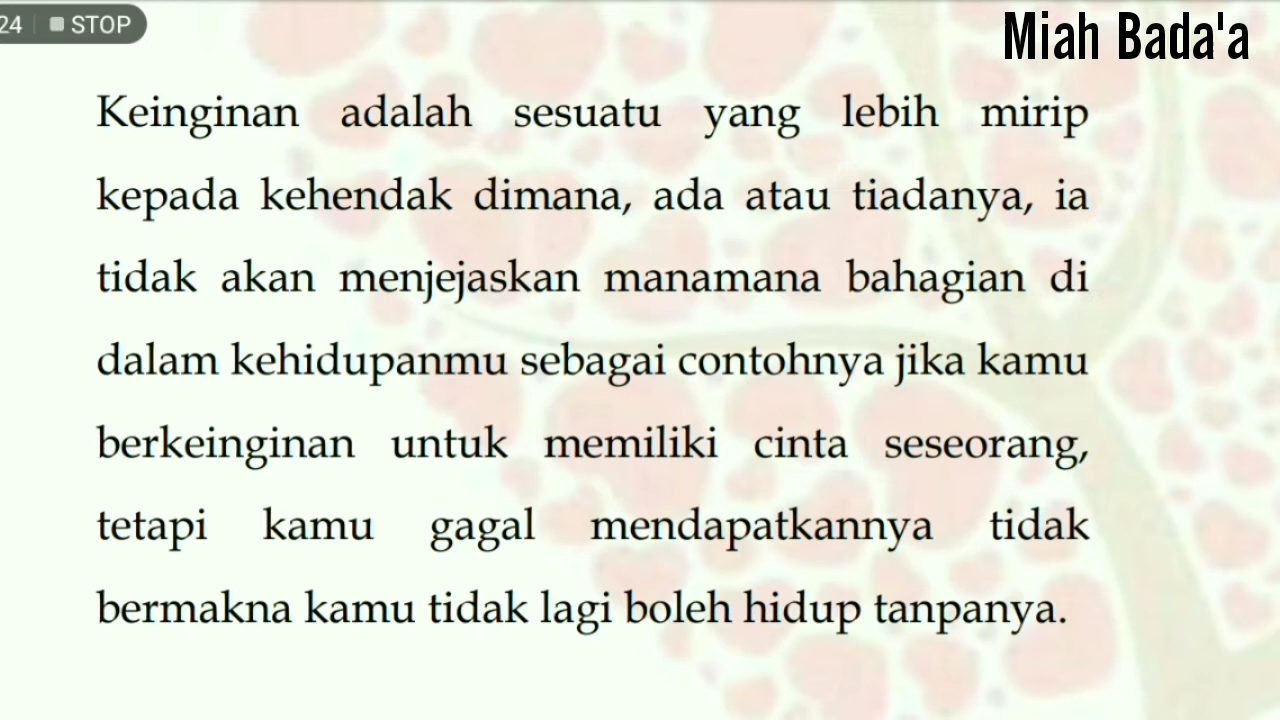 24 STOP
Miah Bada'a
Keinginan adalah sesuatu yang lebih mirip
kepada kehendak dimana, ada atau tiadanya, ia
tidak akan menjejaskan manamana bahagian di
dalam kehidupanmu sebagai contohnya jika kamu
berkeinginan untuk memiliki cinta seseorang,
tetapi kamu gagal mendapatkannya tidak
bermakna kamu tidak lagi boleh hidup tanpanya.